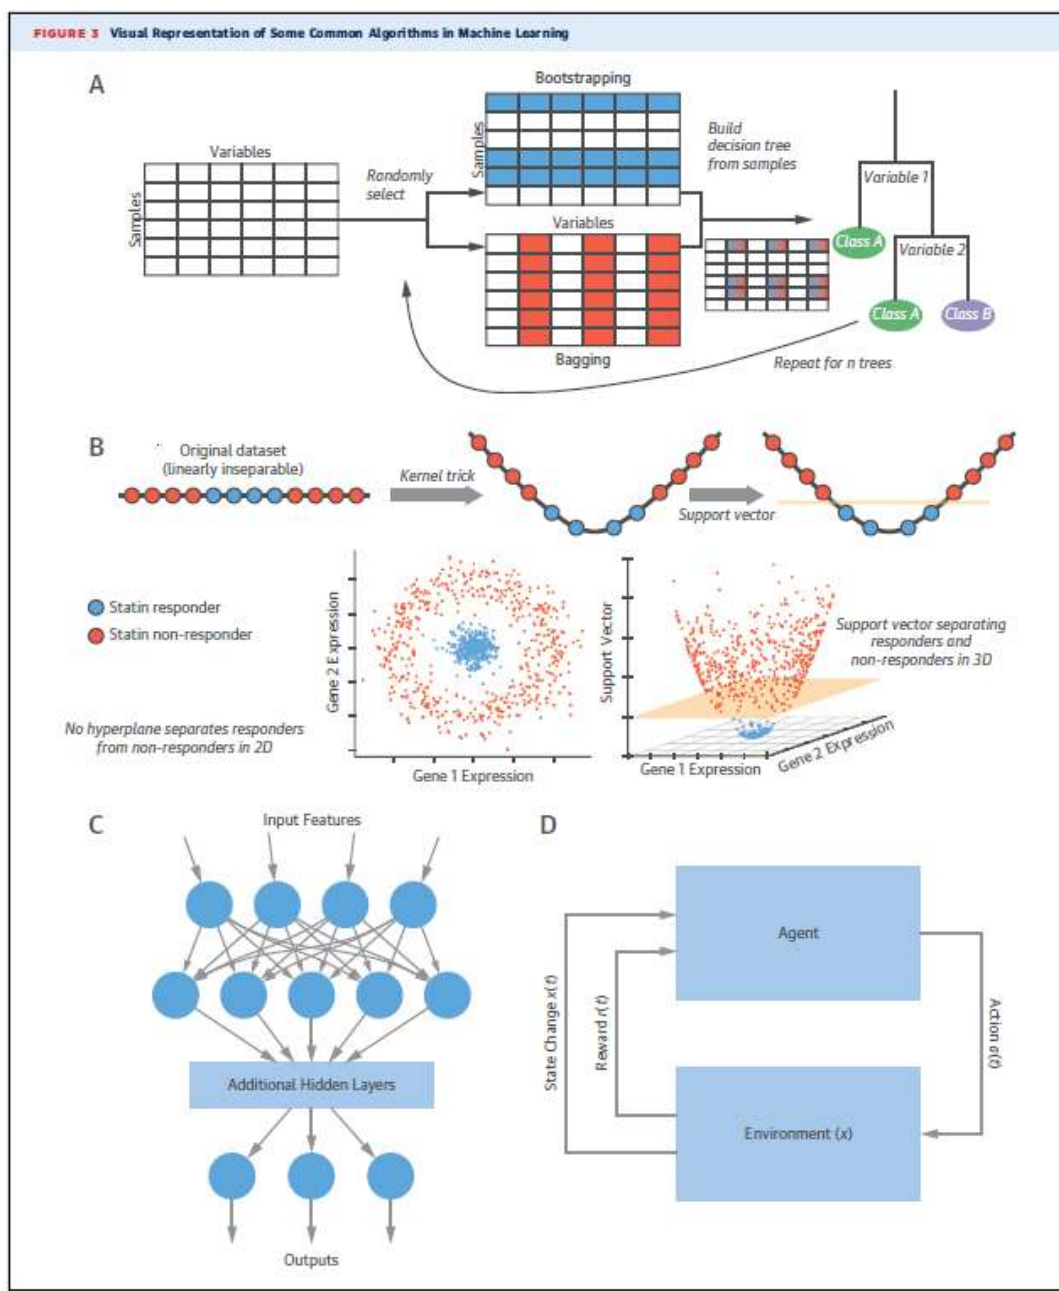 FIGURE 3 Visual Representation of Some Common Algorithms in Machine Learning
A
Variables
Samples
Randomly
select
Bootstrapping
Samples
Variables
Bagging
Build
decision tree
from samples
Variable 1
Class A
Variable 2
Class A
Class B
Repeat for n trees
B
Original dataset
(linearly inseparable)
Kernel trick
Support vector
Statin responder
Statin non-responder
No hyperplane separates responders
from non-responders in 2D
Gene 2 Expression
Gene 1 Expression
Support Vector
Gene 1 Expression
Gene 2 Expression
Support vector separating
responders and
non-responders in 3D
C
Input Features
Additional Hidden Layers
Outputs
D
Agent
State Change x(t)
Reward r(t)
Action a(t)
Environment (x)